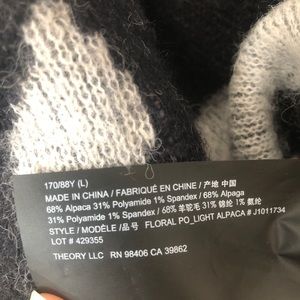 170/88Y (L)
MADE IN CHINA / FABRIQUÉ EN CHINE / 产地 中国
68% Alpaca 31% Polyamide 1% Spandex / 68% Alpaga
31% Polyamide 1% Spandex / 68% 羊驼毛 31% 锦纶 1% 氨纶
STYLE / MODÈLE / 品号 FLORAL PO_LIGHT ALPACA # J1011734
LOT # 429355
THEORY LLC RN 98406 CA 39862